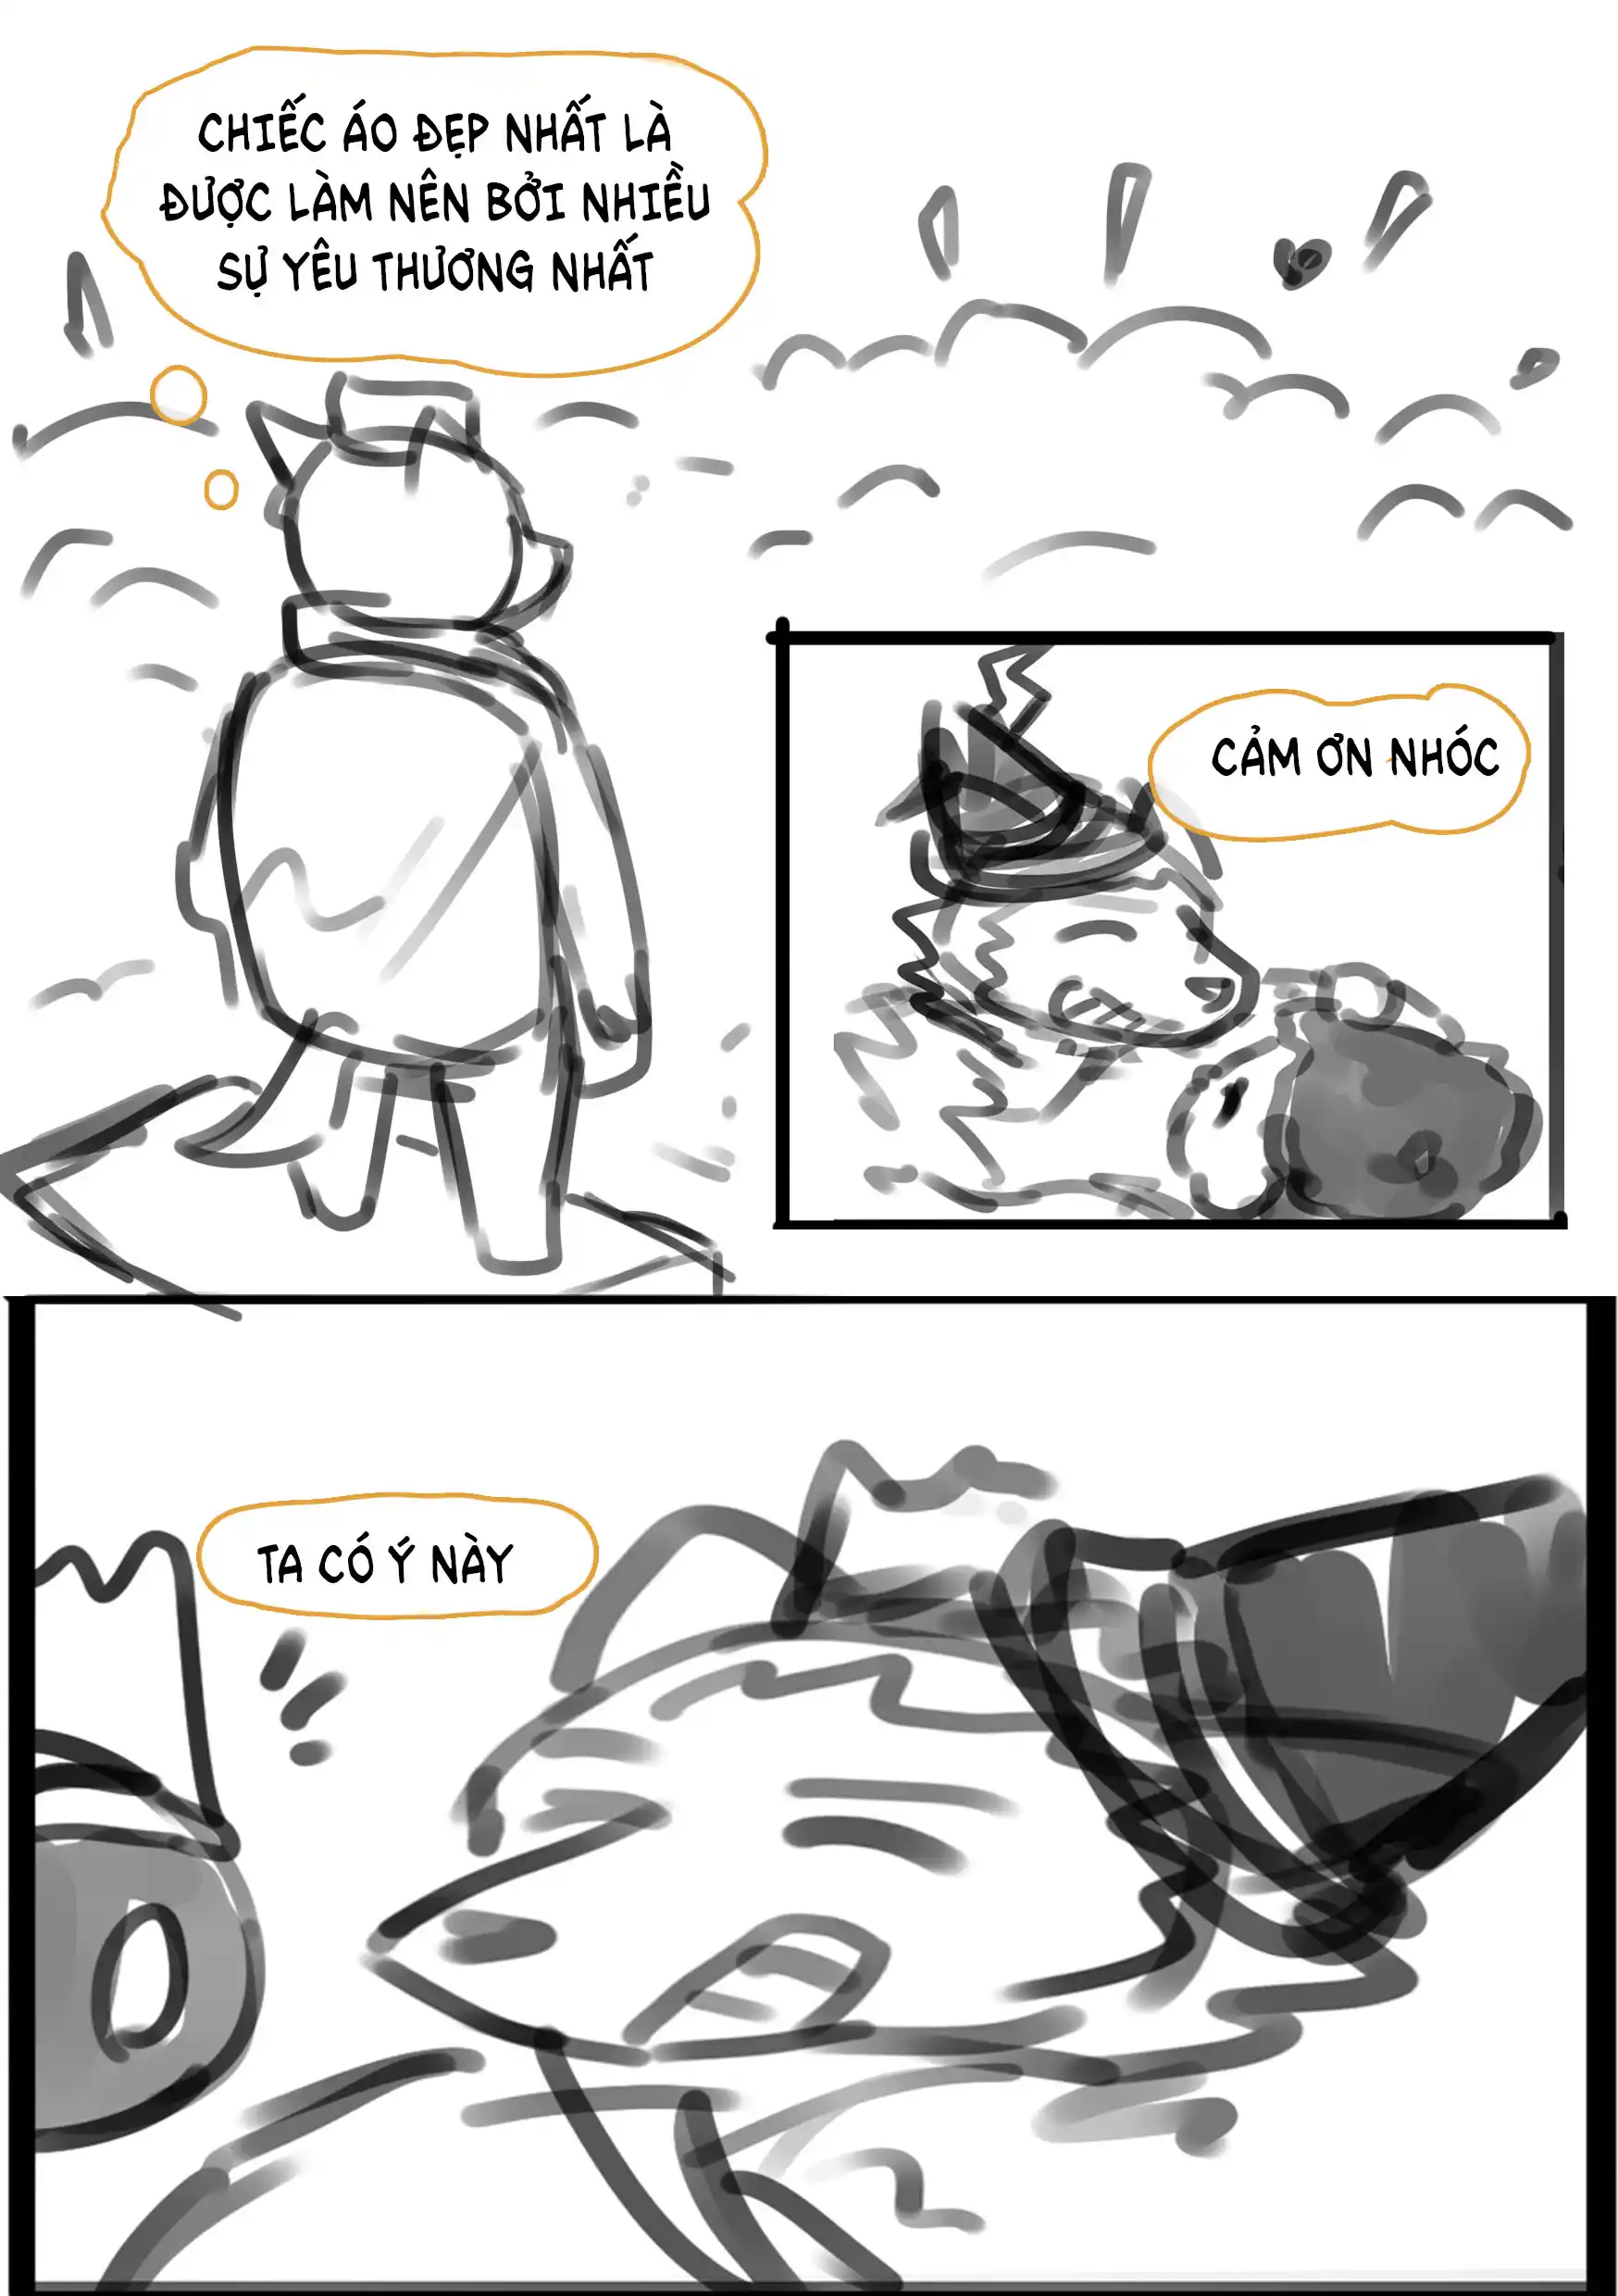 CHIẾC ÁO ĐẸP NHẤT LÀ
ĐƯỢC LÀM NÊN BỞI NHIỀU
SỰ YÊU THƯƠNG NHẤT
CẢM ƠN NHÓC
TA CÓ Ý NÀY